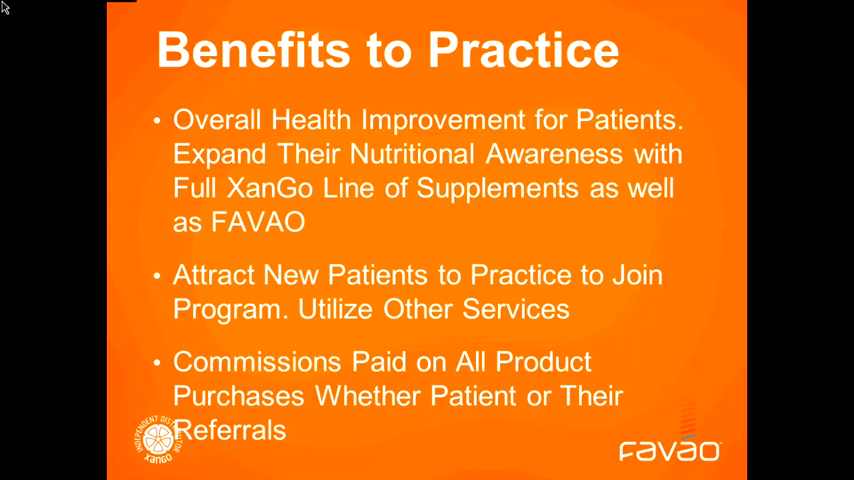 Benefits to Practice
• Overall Health Improvement for Patients.
Expand Their Nutritional Awareness with
Full XanGo Line of Supplements as well
as FAVAO
• Attract New Patients to Practice to Join
Program. Utilize Other Services
• Commissions Paid on All Product
Purchases Whether Patient or Their
Referrals
INDEPENDENT DISTRIBUTOR
XANGO
FAVAO